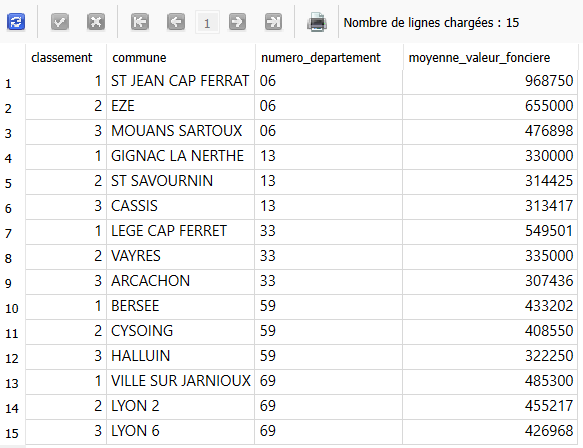 1 Nombre de lignes chargées : 15
classement commune numero_departement moyenne_valeur_fonciere
1 1 ST JEAN CAP FERRAT 06 968750
2 2 EZE 06 655000
3 3 MOUANS SARTOUX 06 476898
4 1 GIGNAC LA NERTHE 13 330000
5 2 ST SAVOURNIN 13 314425
6 3 CASSIS 13 313417
7 1 LEGE CAP FERRET 33 549501
8 2 VAYRES 33 335000
9 3 ARCACHON 33 307436
10 1 BERSEE 59 433202
11 2 CYSOING 59 408550
12 3 HALLUIN 59 322250
13 1 VILLE SUR JARNIOUX 69 485300
14 2 LYON 2 69 455217
15 3 LYON 6 69 426968